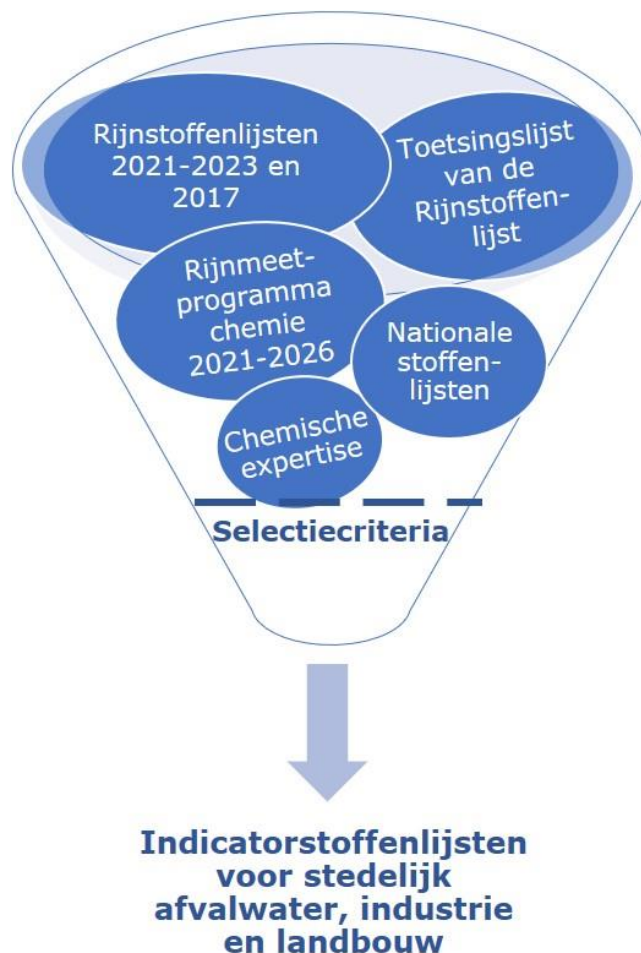 Rijnstoffenlijsten
2021-2023 en
2017
Toetsingslijst
van de
Rijnstoffen-
lijst
Rijnmeet-
programma
chemie
2021-2026
Nationale
stoffen-
lijsten
Chemische
expertise
Selectiecriteria
Indicatorstoffenlijsten
voor stedelijk
afvalwater, industrie
en landbouw